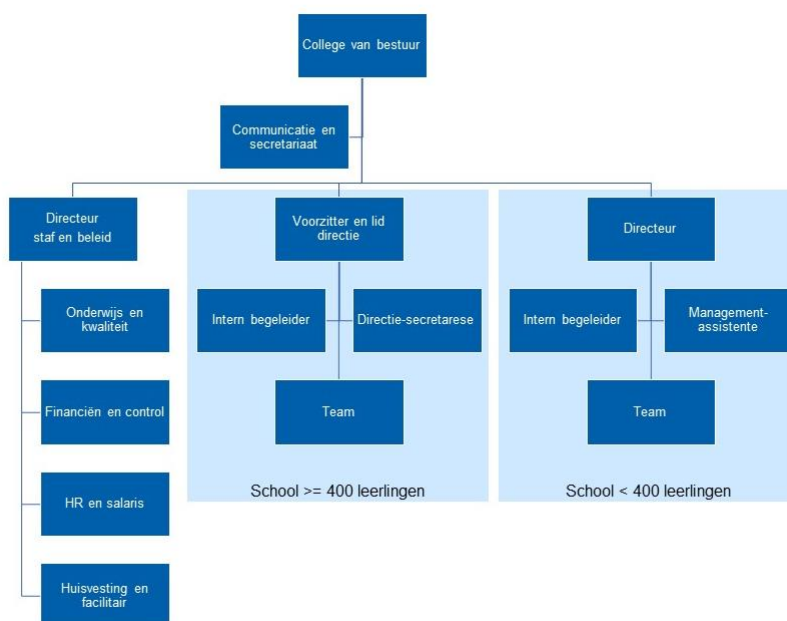 College van bestuur
Communicatie en
secretariaat
Directeur
staf en beleid
Voorzitter en lid
directie
Directeur
Onderwijs en
kwaliteit
Intern begeleider
Directie-secretarese
Intern begeleider
Management-
assistente
Financiën en control
Team
Team
HR en salaris
School >= 400 leerlingen
School < 400 leerlingen
Huisvesting en
facilitair